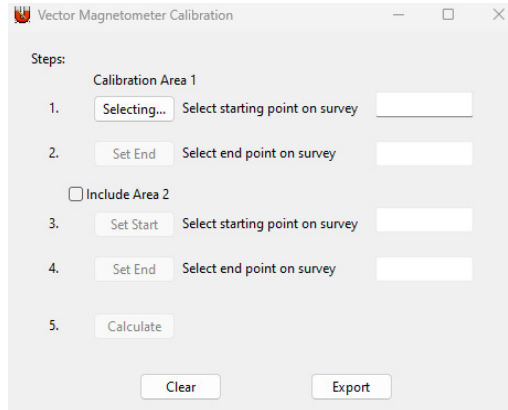 Vector Magnetometer Calibration
Steps:
Calibration Area 1
1. Selecting... Select starting point on survey
2. Set End Select end point on survey
Include Area 2
3. Set Start Select starting point on survey
4. Set End Select end point on survey
5. Calculate
Clear Export